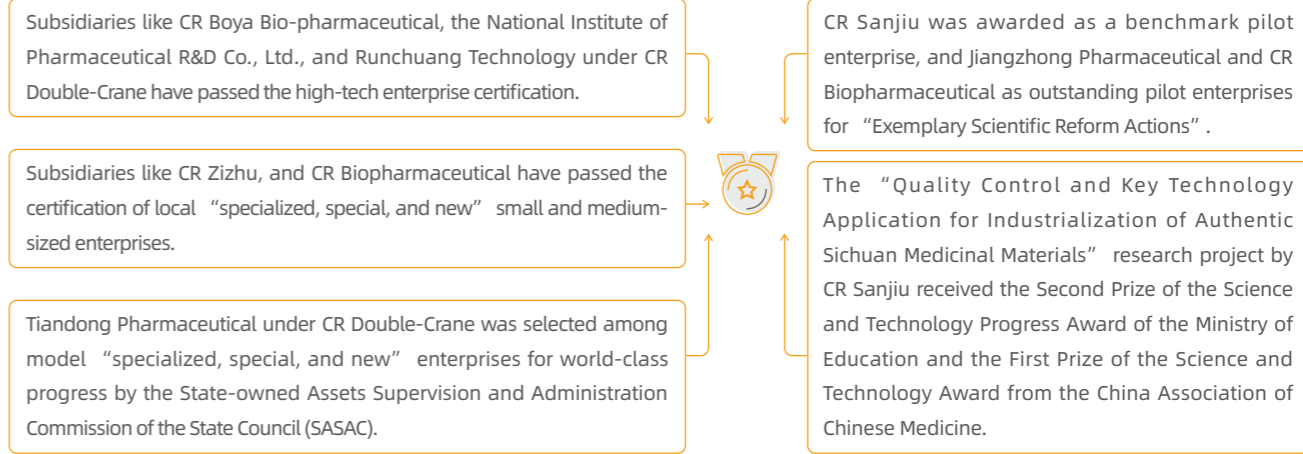 Subsidiaries like CR Boya Bio-pharmaceutical, the National Institute of
Pharmaceutical R&D Co., Ltd., and Runchuang Technology under CR
Double-Crane have passed the high-tech enterprise certification.
Subsidiaries like CR Zizhu, and CR Biopharmaceutical have passed the
certification of local “specialized, special, and new” small and medium-
sized enterprises.
Tiandong Pharmaceutical under CR Double-Crane was selected among
model “specialized, special, and new” enterprises for world-class
progress by the State-owned Assets Supervision and Administration
Commission of the State Council (SASAC).
CR Sanjiu was awarded as a benchmark pilot
enterprise, and Jiangzhong Pharmaceutical and CR
Biopharmaceutical as outstanding pilot enterprises
for “Exemplary Scientific Reform Actions”.
The “Quality Control and Key Technology
Application for Industrialization of Authentic
Sichuan Medicinal Materials” research project by
CR Sanjiu received the Second Prize of the Science
and Technology Progress Award of the Ministry of
Education and the First Prize of the Science and
Technology Award from the China Association of
Chinese Medicine.